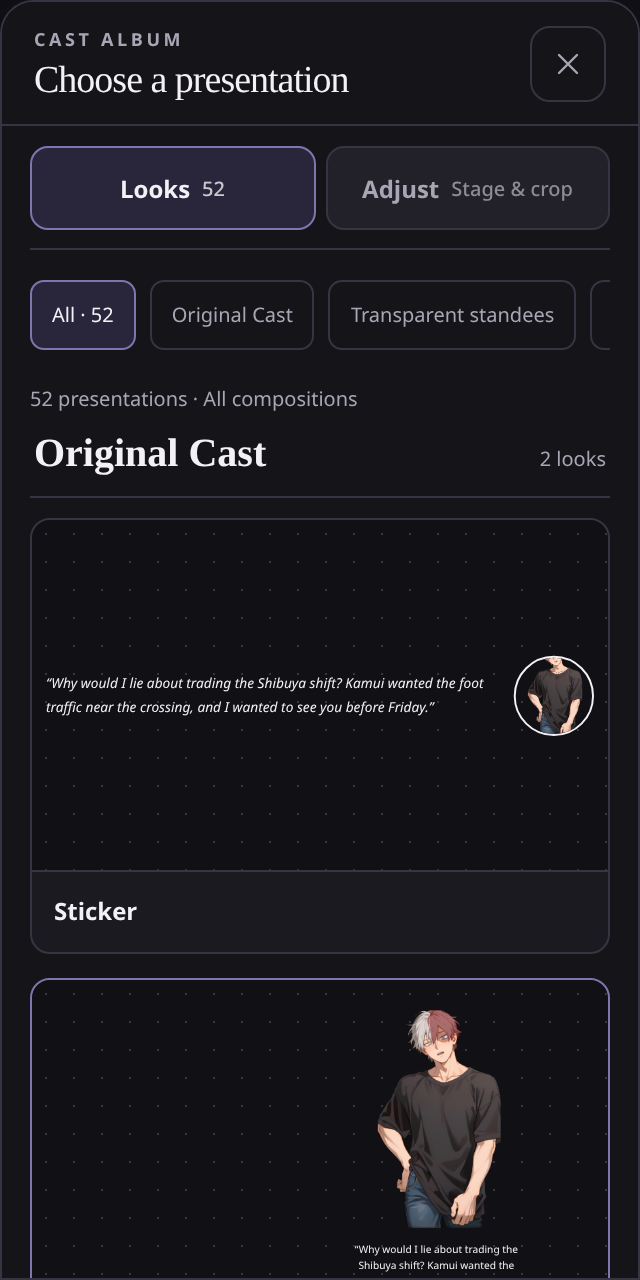 CAST ALBUM
Choose a presentation
Looks 52
Adjust Stage & crop
All · 52
Original Cast
Transparent standees
52 presentations · All compositions
Original Cast
2 looks
“Why would I lie about trading the Shibuya shift? Kamui wanted the foot
traffic near the crossing, and I wanted to see you before Friday.”
Sticker
"Why would I lie about trading the
Shibuya shift? Kamui wanted the